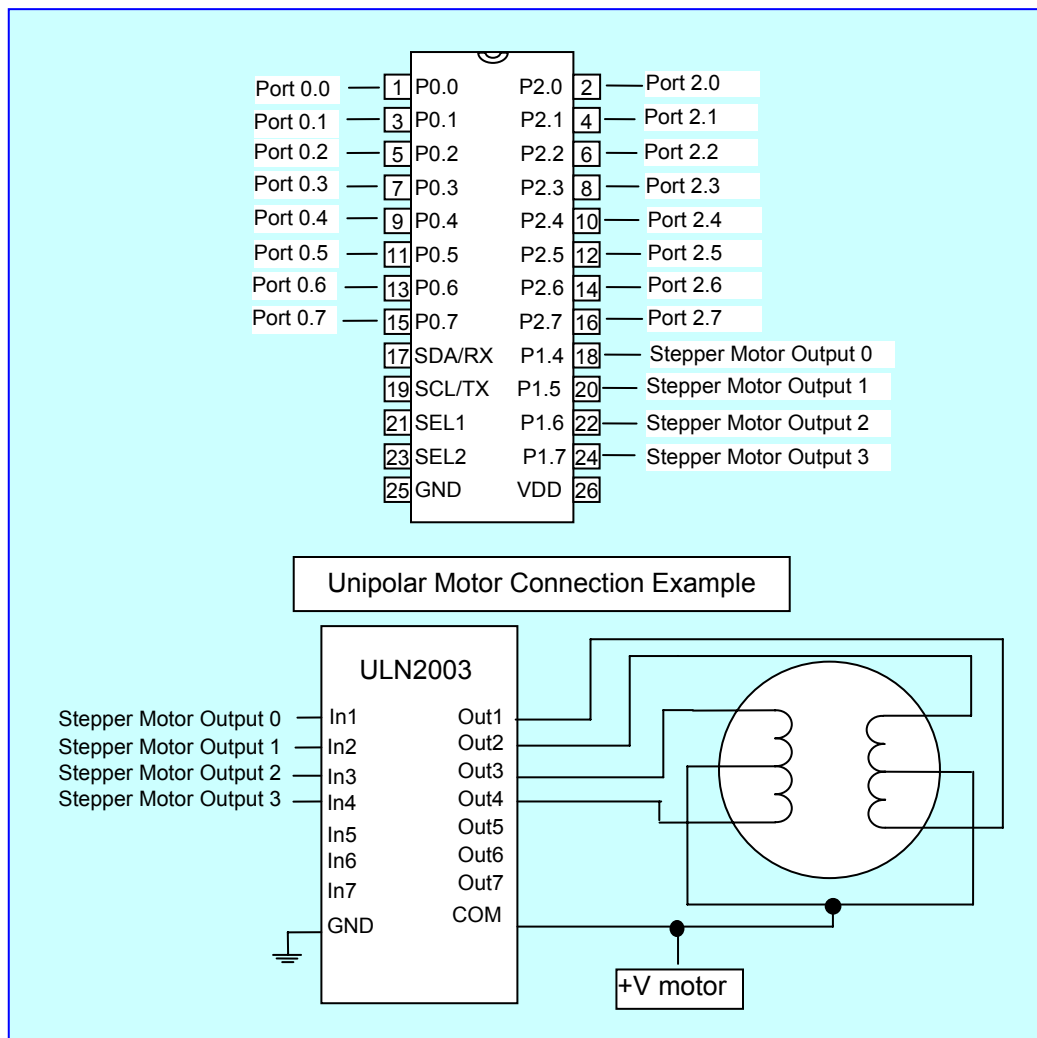 Port 0.0 1 P0.0 P2.0 2 Port 2.0
Port 0.1 3 P0.1 P2.1 4 Port 2.1
Port 0.2 5 P0.2 P2.2 6 Port 2.2
Port 0.3 7 P0.3 P2.3 8 Port 2.3
Port 0.4 9 P0.4 P2.4 10 Port 2.4
Port 0.5 11 P0.5 P2.5 12 Port 2.5
Port 0.6 13 P0.6 P2.6 14 Port 2.6
Port 0.7 15 P0.7 P2.7 16 Port 2.7
17 SDA/RX P1.4 18 Stepper Motor Output 0
19 SCL/TX P1.5 20 Stepper Motor Output 1
21 SEL1 P1.6 22 Stepper Motor Output 2
23 SEL2 P1.7 24 Stepper Motor Output 3
25 GND VDD 26
Unipolar Motor Connection Example
ULN2003
Stepper Motor Output 0 In1 Out1
Stepper Motor Output 1 In2 Out2
Stepper Motor Output 2 In3 Out3
Stepper Motor Output 3 In4 Out4
In5 Out5
In6 Out6
In7 Out7
GND COM
+V motor